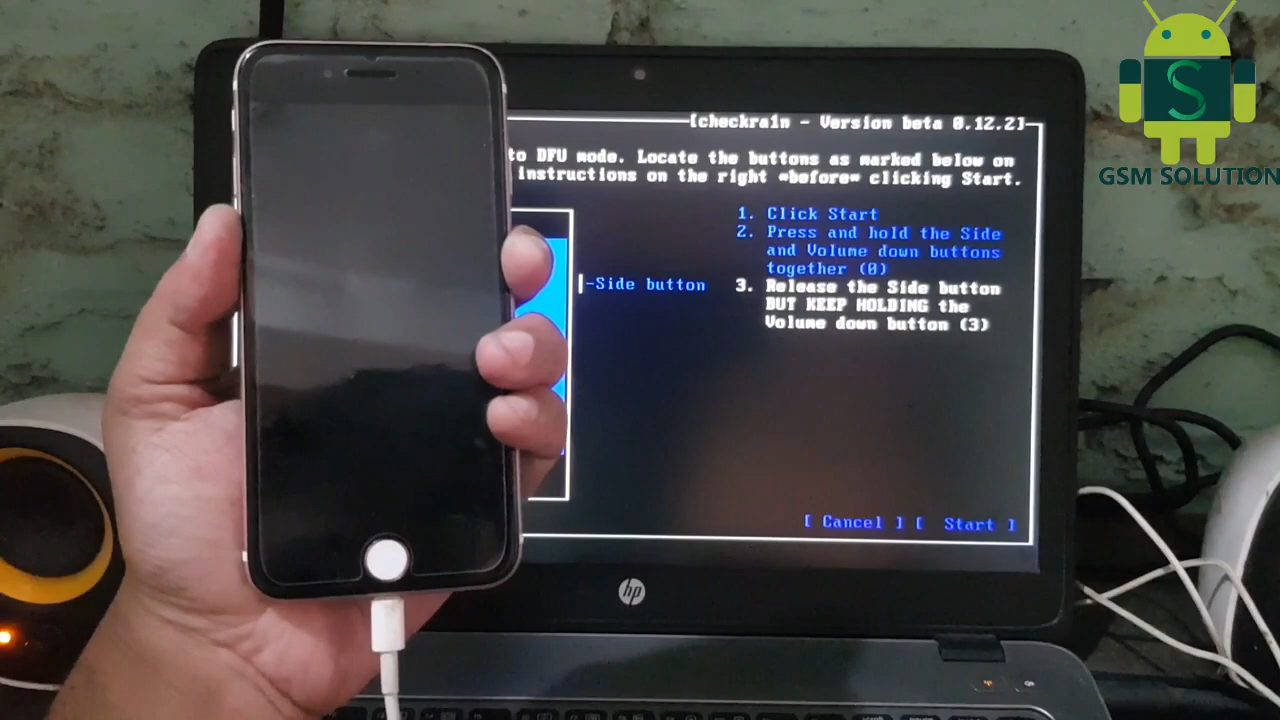 [checkra1n - Version beta 0.12.2]
to DFU mode. Locate the buttons as marked below on
instructions on the right *before* clicking Start.
1. Click Start
2. Press and hold the Side
and Volume down buttons
together (0)
-Side button
3. Release the Side button
BUT KEEP HOLDING the
Volume down button (3)
[ Cancel ] [ Start ]
hp
S
GSM SOLUTION